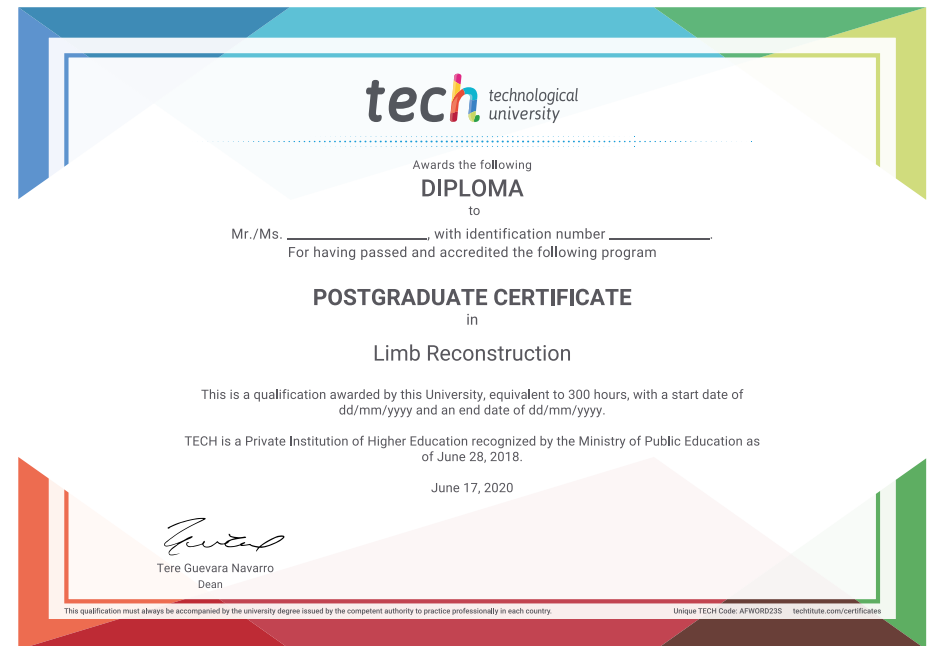 tech technological
university
Awards the following
DIPLOMA
to
Mr./Ms. ____________________, with identification number ______________.
For having passed and accredited the following program
POSTGRADUATE CERTIFICATE
in
Limb Reconstruction
This is a qualification awarded by this University, equivalent to 300 hours, with a start date of
dd/mm/yyyy and an end date of dd/mm/yyyy.
TECH is a Private Institution of Higher Education recognized by the Ministry of Public Education as
of June 28, 2018.
June 17, 2020
Tere Guevara Navarro
Dean
This qualification must always be accompanied by the university degree issued by the competent authority to practice professionally in each country.
Unique TECH Code: AFWORD23S techtitute.com/certificates